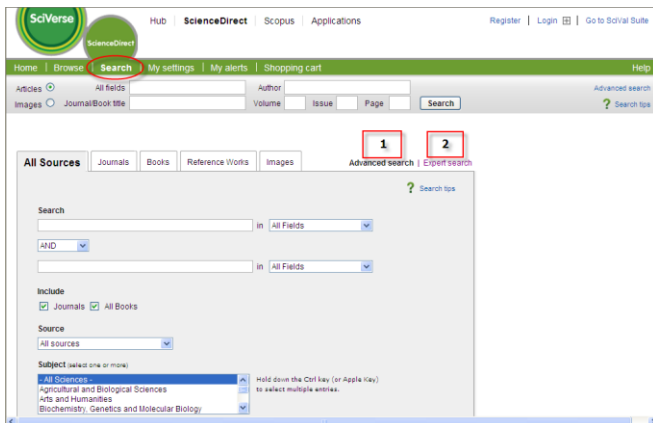 SciVerse
ScienceDirect
Hub | ScienceDirect | Scopus | Applications
Register | Login | Go to SciVal Suite
Home | Browse | Search | My settings | My alerts | Shopping cart
Help
Articles All fields Author Advanced search
Images Journal/Book title Volume Issue Page Search ? Search tips
1 2
All Sources Journals Books Reference Works Images Advanced search | Expert search
? Search tips
Search
in All Fields
AND
in All Fields
Include
Journals All Books
Source
All sources
Subject (select one or more)
- All Sciences - Hold down the Ctrl key (or Apple Key)
Agricultural and Biological Sciences to select multiple entries.
Arts and Humanities
Biochemistry, Genetics and Molecular Biology